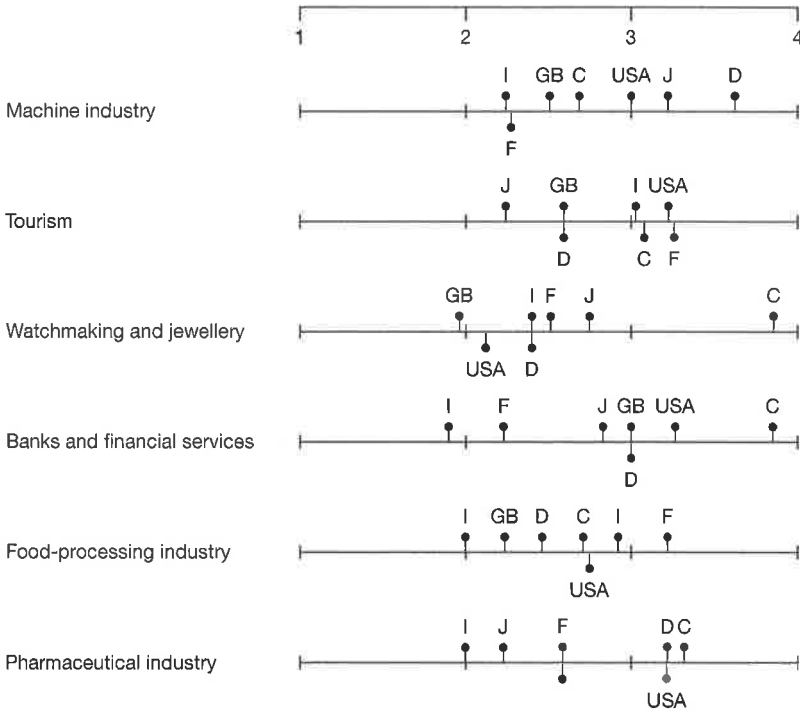 1 2 3 4
I GB C USA J D
Machine industry
F
J GB I USA
Tourism
D C F
GB I F J C
Watchmaking and jewellery
USA D
I F J GB USA C
Banks and financial services
D
I GB D C I F
Food-processing industry
USA
I J F D C
Pharmaceutical industry
USA